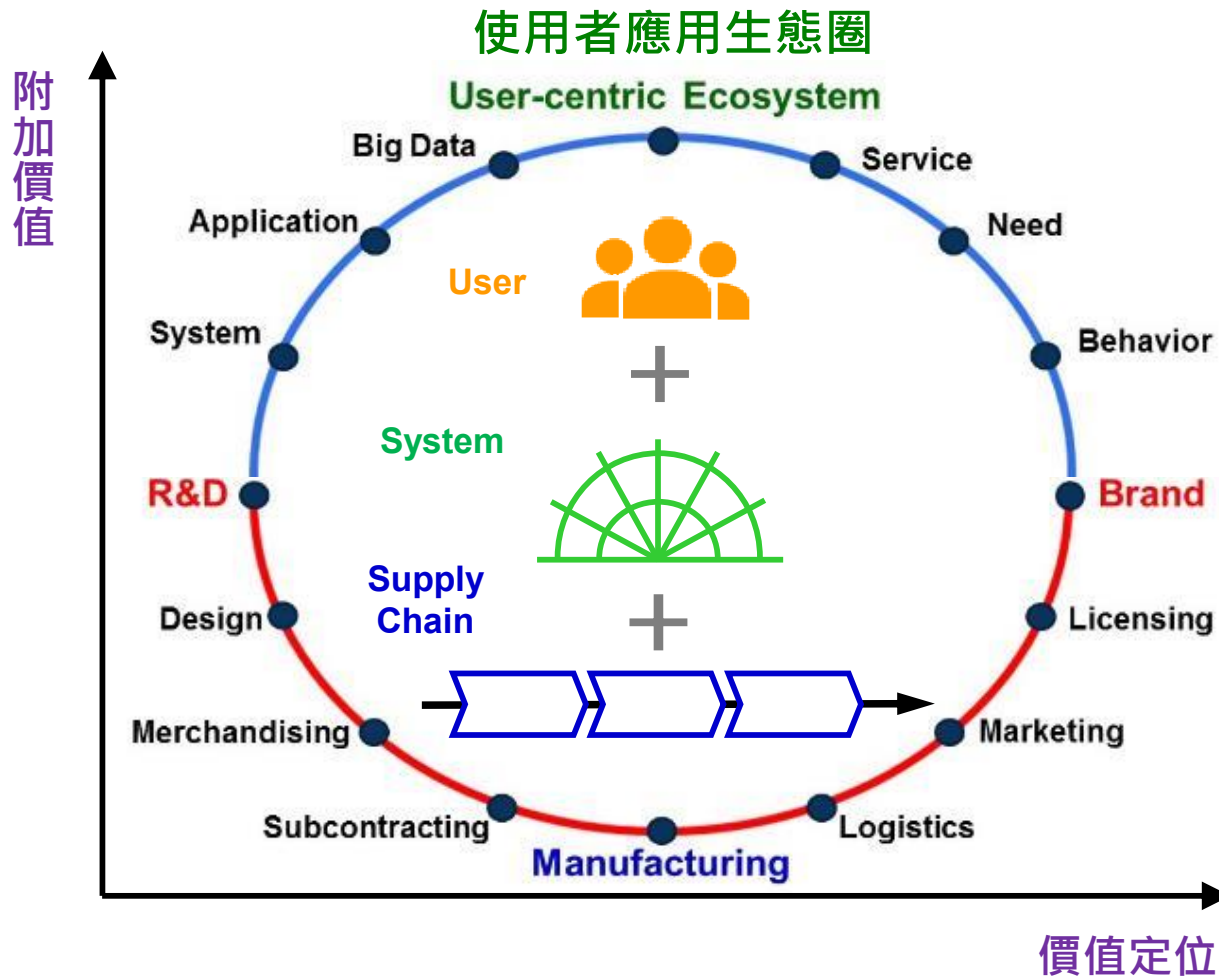 使用者應用生態圈
附加價值
User-centric Ecosystem
Big Data
Service
Application
Need
User
System
Behavior
System
R&D
Brand
Supply
Chain
Design
Licensing
Merchandising
Marketing
Subcontracting
Logistics
Manufacturing
價值定位